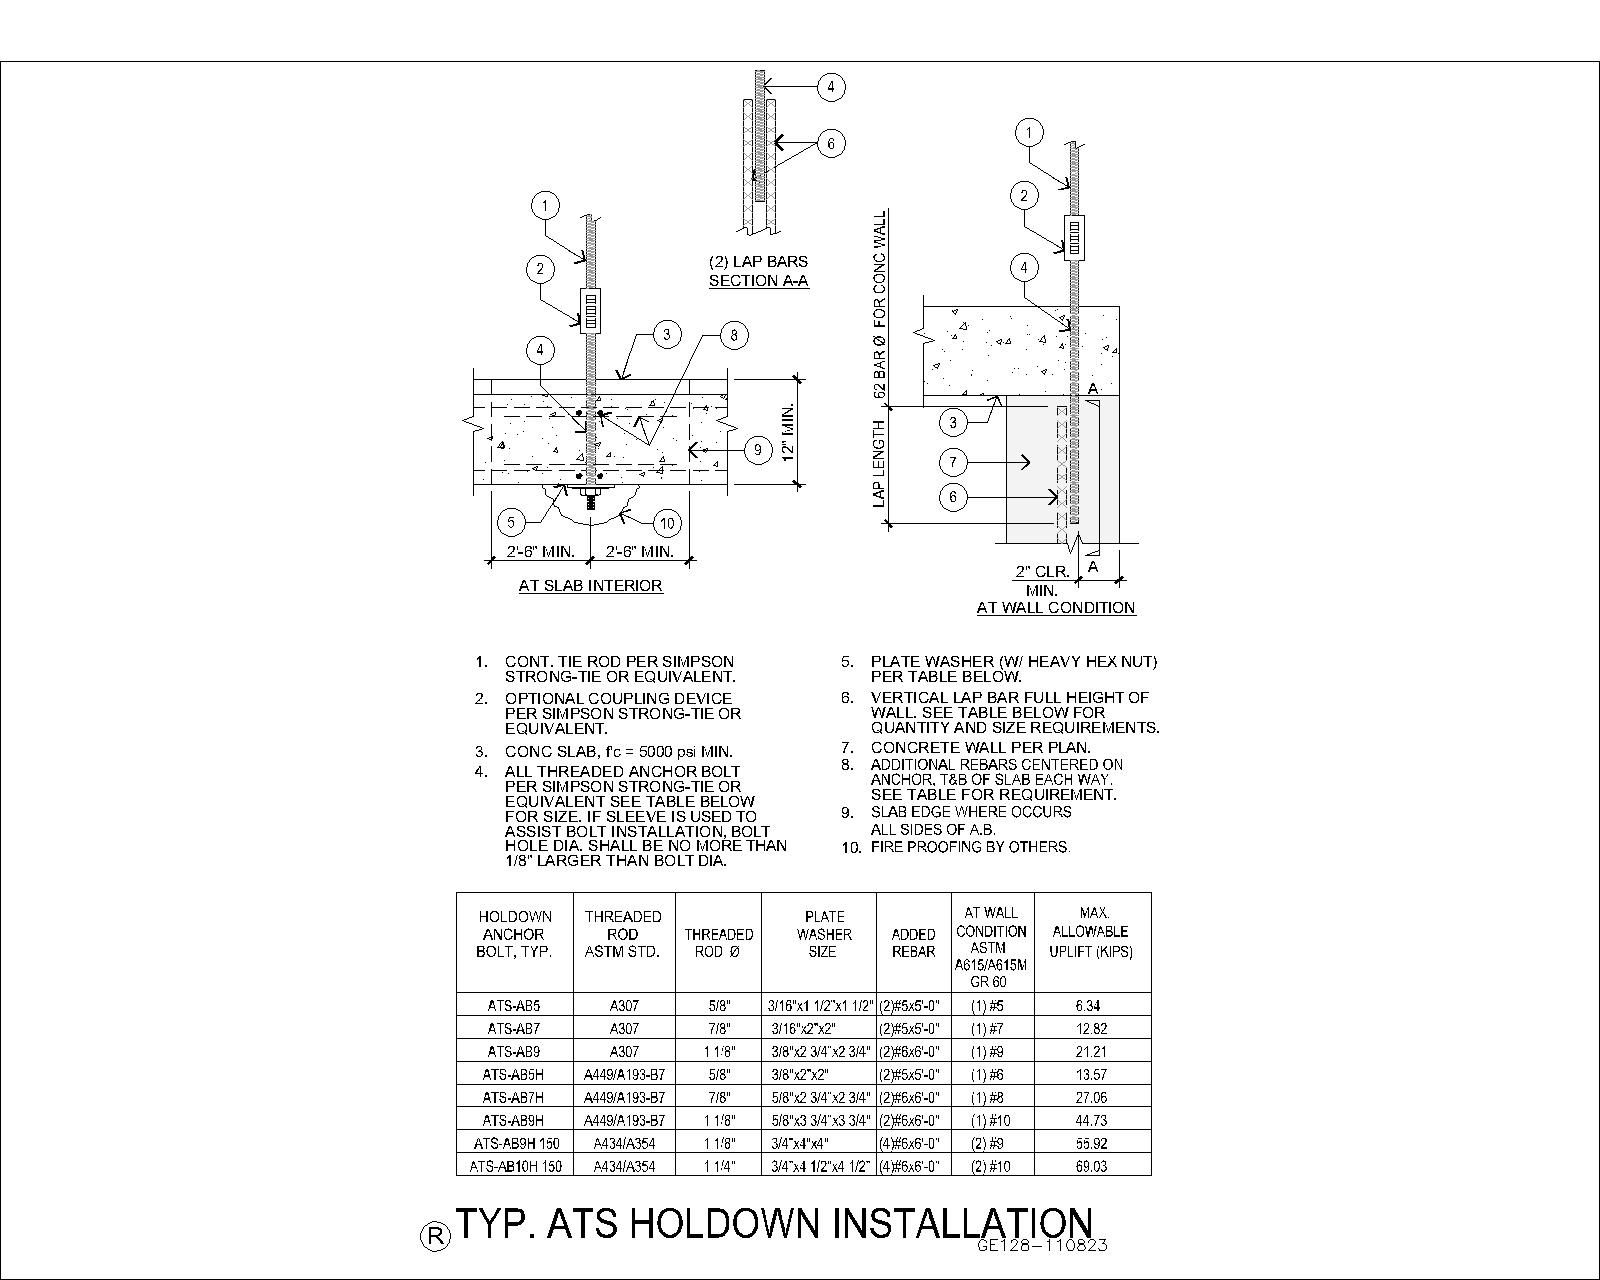 4
6
(2) LAP BARS
SECTION A-A
1
2
4
3
8
9
12" MIN.
5
10
2'-6" MIN.
2'-6" MIN.
AT SLAB INTERIOR
1
2
4
LAP LENGTH 62 BAR Ø FOR CONC WALL
A
3
7
6
A
2" CLR.
MIN.
AT WALL CONDITION
1. CONT. TIE ROD PER SIMPSON
STRONG-TIE OR EQUIVALENT.
2. OPTIONAL COUPLING DEVICE
PER SIMPSON STRONG-TIE OR
EQUIVALENT.
3. CONC SLAB, f'c = 5000 psi MIN.
4. ALL THREADED ANCHOR BOLT
PER SIMPSON STRONG-TIE OR
EQUIVALENT SEE TABLE BELOW
FOR SIZE. IF SLEEVE IS USED TO
ASSIST BOLT INSTALLATION, BOLT
HOLE DIA. SHALL BE NO MORE THAN
1/8" LARGER THAN BOLT DIA.
5. PLATE WASHER (W/ HEAVY HEX NUT)
PER TABLE BELOW.
6. VERTICAL LAP BAR FULL HEIGHT OF
WALL. SEE TABLE BELOW FOR
QUANTITY AND SIZE REQUIREMENTS.
7. CONCRETE WALL PER PLAN.
8. ADDITIONAL REBARS CENTERED ON
ANCHOR, T&B OF SLAB EACH WAY.
SEE TABLE FOR REQUIREMENT.
9. SLAB EDGE WHERE OCCURS
ALL SIDES OF A.B.
10. FIRE PROOFING BY OTHERS.
HOLDOWN
ANCHOR
BOLT, TYP.
THREADED
ROD
ASTM STD.
THREADED
ROD Ø
PLATE
WASHER
SIZE
ADDED
REBAR
AT WALL
CONDITION
ASTM
A615/A615M
GR 60
MAX.
ALLOWABLE
UPLIFT (KIPS)
ATS-AB5 A307 5/8" 3/16"x1 1/2"x1 1/2" (2)#5x5'-0" (1) #5 6.34
ATS-AB7 A307 7/8" 3/16"x2"x2" (2)#5x5'-0" (1) #7 12.82
ATS-AB9 A307 1 1/8" 3/8"x2 3/4"x2 3/4" (2)#6x6'-0" (1) #9 21.21
ATS-AB5H A449/A193-B7 5/8" 3/8"x2"x2" (2)#5x5'-0" (1) #6 13.57
ATS-AB7H A449/A193-B7 7/8" 5/8"x2 3/4"x2 3/4" (2)#6x6'-0" (1) #8 27.06
ATS-AB9H A449/A193-B7 1 1/8" 5/8"x3 3/4"x3 3/4" (2)#6x6'-0" (1) #10 44.73
ATS-AB9H 150 A434/A354 1 1/8" 3/4"x4"x4" (4)#6x6'-0" (2) #9 55.92
ATS-AB10H 150 A434/A354 1 1/4" 3/4"x4 1/2"x4 1/2" (4)#6x6'-0" (2) #10 69.03
R TYP. ATS HOLDOWN INSTALLATION
GE128-110823